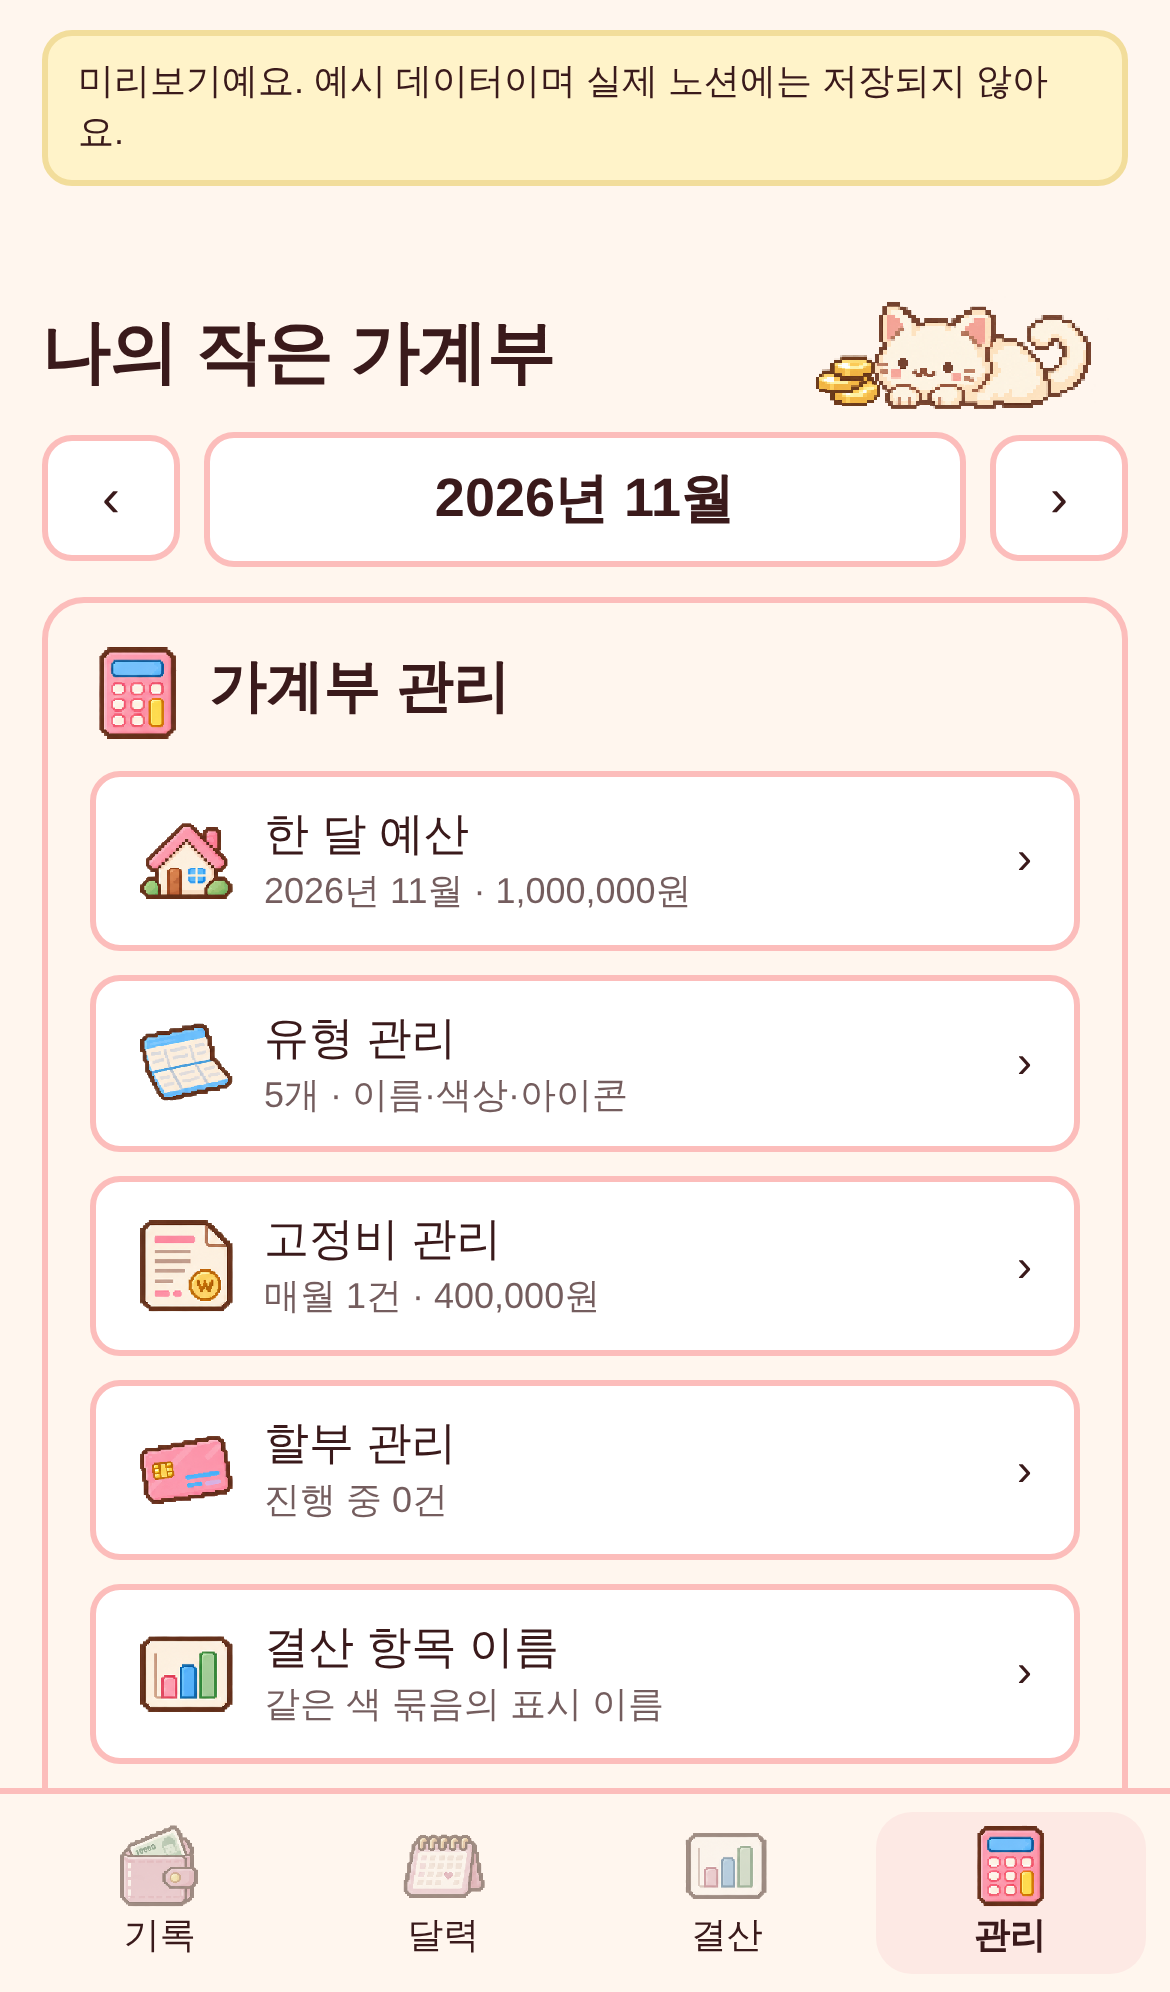 미리보기예요. 예시 데이터이며 실제 노션에는 저장되지 않아
요.
나의 작은 가계부
‹ 2026년 11월 ›
가계부 관리
한 달 예산
2026년 11월 · 1,000,000원
›
유형 관리
5개 · 이름·색상·아이콘
›
고정비 관리
매월 1건 · 400,000원
›
할부 관리
진행 중 0건
›
결산 항목 이름
같은 색 묶음의 표시 이름
›
기록 달력 결산 관리